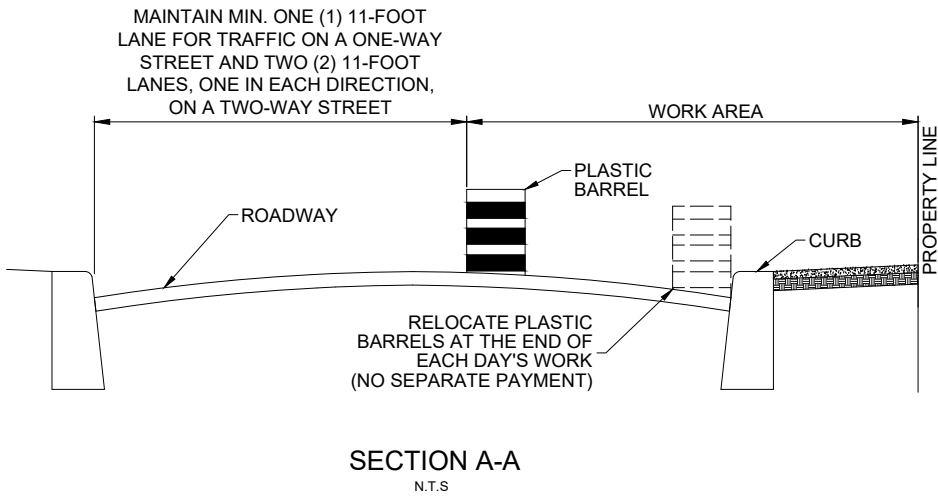 MAINTAIN MIN. ONE (1) 11-FOOT
LANE FOR TRAFFIC ON A ONE-WAY
STREET AND TWO (2) 11-FOOT
LANES, ONE IN EACH DIRECTION,
ON A TWO-WAY STREET
WORK AREA
PROPERTY LINE
PLASTIC
BARREL
ROADWAY
CURB
RELOCATE PLASTIC
BARRELS AT THE END OF
EACH DAY'S WORK
(NO SEPARATE PAYMENT)
SECTION A-A
N.T.S